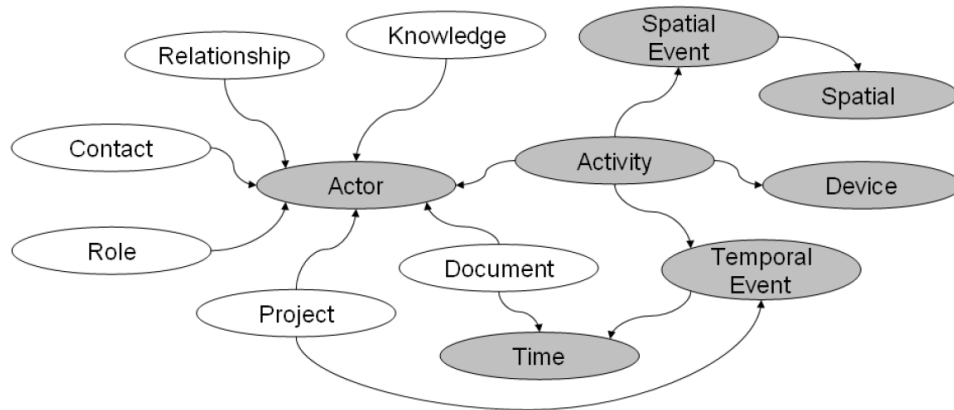 Knowledge
Spatial
Event
Relationship
Spatial
Contact
Activity
Actor
Device
Role
Document
Temporal
Event
Project
Time